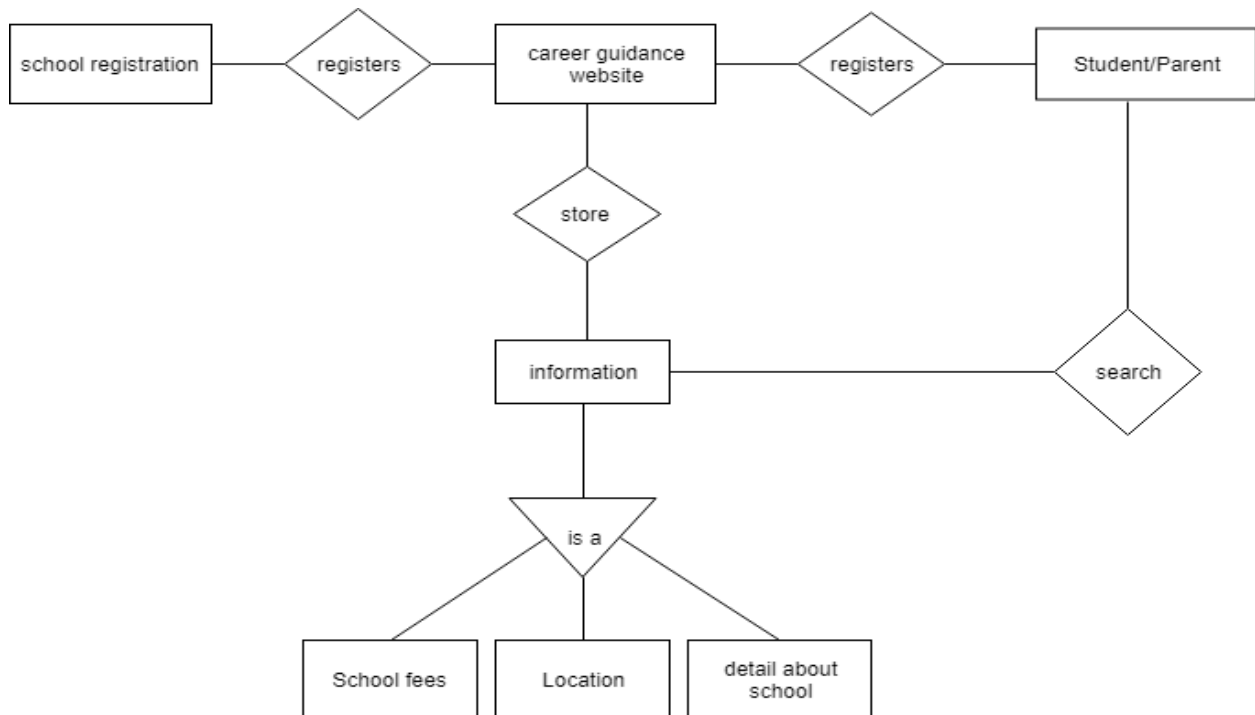 school registration
registers
career guidance
website
registers
Student/Parent
store
information
search
is a
School fees
Location
detail about
school